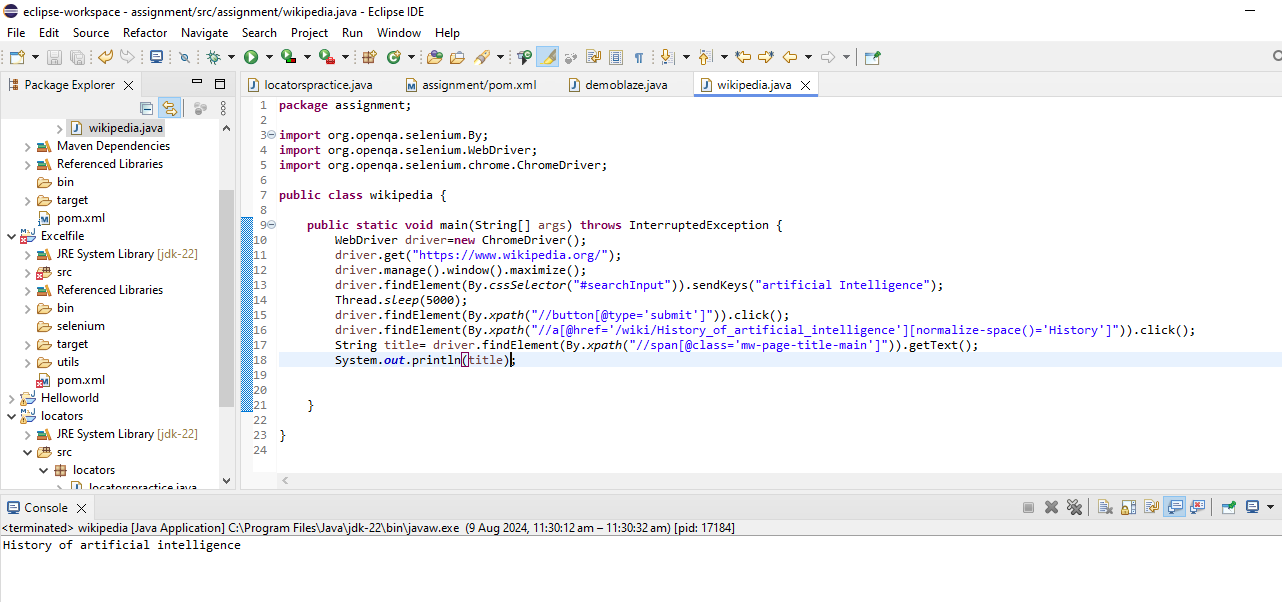 eclipse-workspace - assignment/src/assignment/wikipedia.java - Eclipse IDE
File Edit Source Refactor Navigate Search Project Run Window Help
Package Explorer
wikipedia.java
Maven Dependencies
Referenced Libraries
bin
target
pom.xml
Excelfile
JRE System Library [jdk-22]
src
Referenced Libraries
bin
selenium
target
utils
pom.xml
Helloworld
locators
JRE System Library [jdk-22]
src
locators
locatorspractice.java
locatorspractice.java assignment/pom.xml demoblaze.java wikipedia.java
1 package assignment;
2
3 import org.openqa.selenium.By;
4 import org.openqa.selenium.WebDriver;
5 import org.openqa.selenium.chrome.ChromeDriver;
6
7 public class wikipedia {
8
9 public static void main(String[] args) throws InterruptedException {
10 WebDriver driver=new ChromeDriver();
11 driver.get("https://www.wikipedia.org/");
12 driver.manage().window().maximize();
13 driver.findElement(By.cssSelector("#searchInput")).sendKeys("artificial Intelligence");
14 Thread.sleep(5000);
15 driver.findElement(By.xpath("//button[@type='submit']")).click();
16 driver.findElement(By.xpath("//a[@href='/wiki/History_of_artificial_intelligence'][normalize-space()='History']")).click();
17 String title= driver.findElement(By.xpath("//span[@class='mw-page-title-main']")).getText();
18 System.out.println(title);
19
20
21 }
22
23 }
24
Console
<terminated> wikipedia [Java Application] C:\Program Files\Java\jdk-22\bin\javaw.exe (9 Aug 2024, 11:30:12 am – 11:30:32 am) [pid: 17184]
History of artificial intelligence